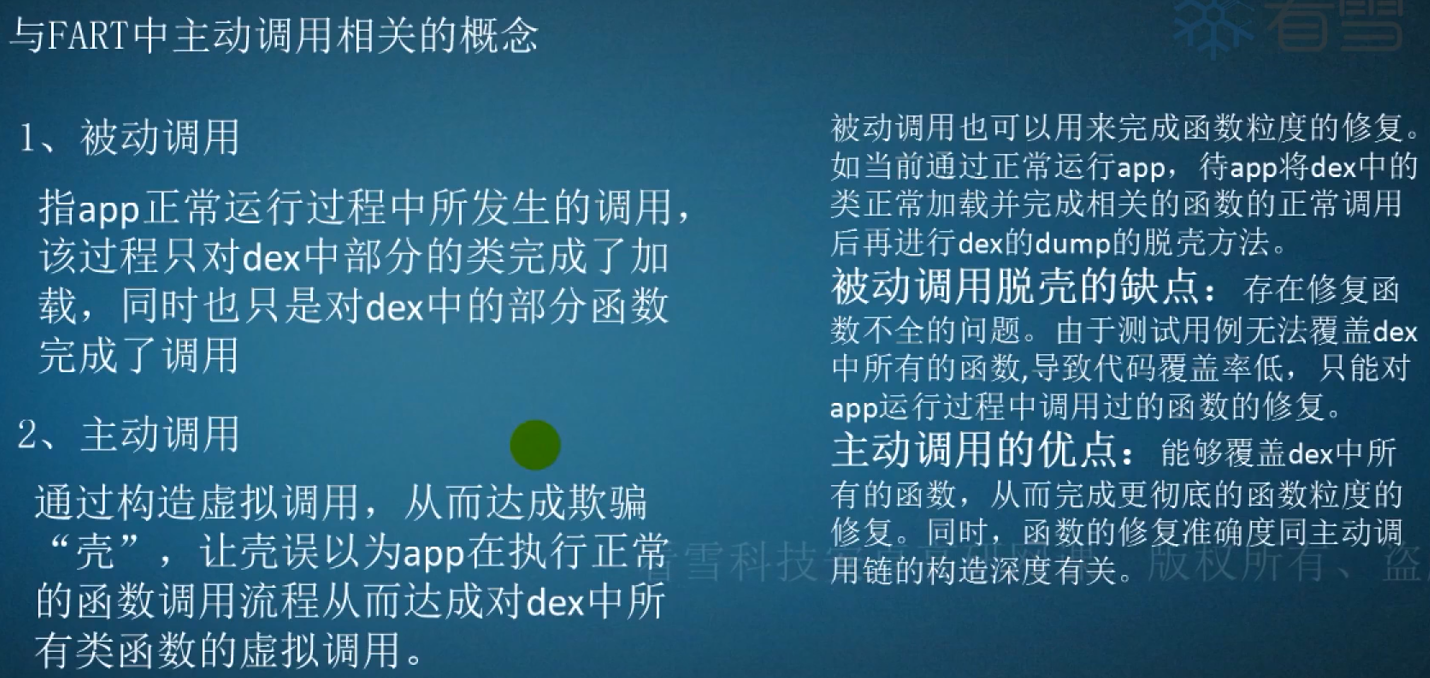 与FART中主动调用相关的概念
看雪
1、被动调用
指app正常运行过程中所发生的调用，
该过程只对dex中部分的类完成了加
载，同时也只是对dex中的部分函数
完成了调用
2、主动调用
通过构造虚拟调用，从而达成欺骗
“壳”，让壳误以为app在执行正常
的函数调用流程从而达成对dex中所
有类函数的虚拟调用。
被动调用也可以用来完成函数粒度的修复。
如当前通过正常运行app，待app将dex中的
类正常加载并完成相关的函数的正常调用
后再进行dex的dump的脱壳方法。
被动调用脱壳的缺点：存在修复函
数不全的问题。由于测试用例无法覆盖dex
中所有的函数,导致代码覆盖率低，只能对
app运行过程中调用过的函数的修复。
主动调用的优点：能够覆盖dex中所
有的函数，从而完成更彻底的函数粒度的
修复。同时，函数的修复准确度同主动调
用链的构造深度有关。
雪科技
版权所有、盗